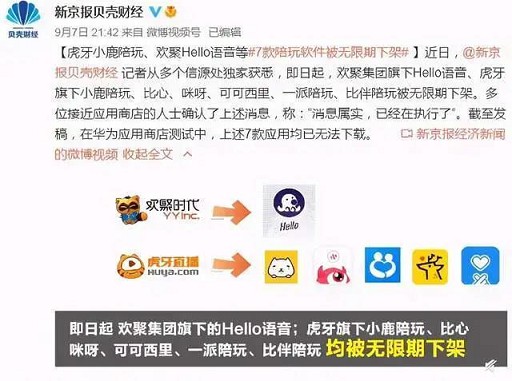 新京报贝壳财经
9月7日 21:42 来自 微博视频号 已编辑
贝壳财经
【虎牙小鹿陪玩、欢聚Hello语音等#7款陪玩软件被无限期下架#】近日，@新京
报贝壳财经 记者从多个信源处独家获悉，即日起，欢聚集团旗下Hello语音、虎牙
旗下小鹿陪玩、比心、咪呀、可可西里、一派陪玩、比伴陪玩被无限期下架。多
位接近应用商店的人士确认了上述消息，称：“消息属实，已经在执行了”。截至发
稿，在华为应用商店测试中，上述7款应用均已无法下载。 新京报经济新闻
的微博视频 收起全文
欢聚时代
YY Inc.
Hello
虎牙直播
Huya.com
即日起 欢聚集团旗下的Hello语音；虎牙旗下小鹿陪玩、比心
咪呀、可可西里、一派陪玩、比伴陪玩 均被无限期下架